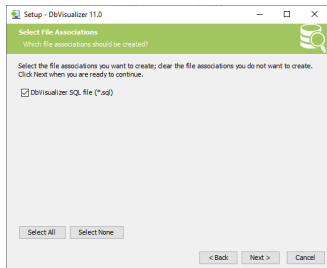 Setup - DbVisualizer 11.0
Select File Associations
Which file associations should be created?
Select the file associations you want to create; clear the file associations you do not want to create.
Click Next when you are ready to continue.
DbVisualizer SQL file (*.sql)
Select All
Select None
< Back
Next >
Cancel